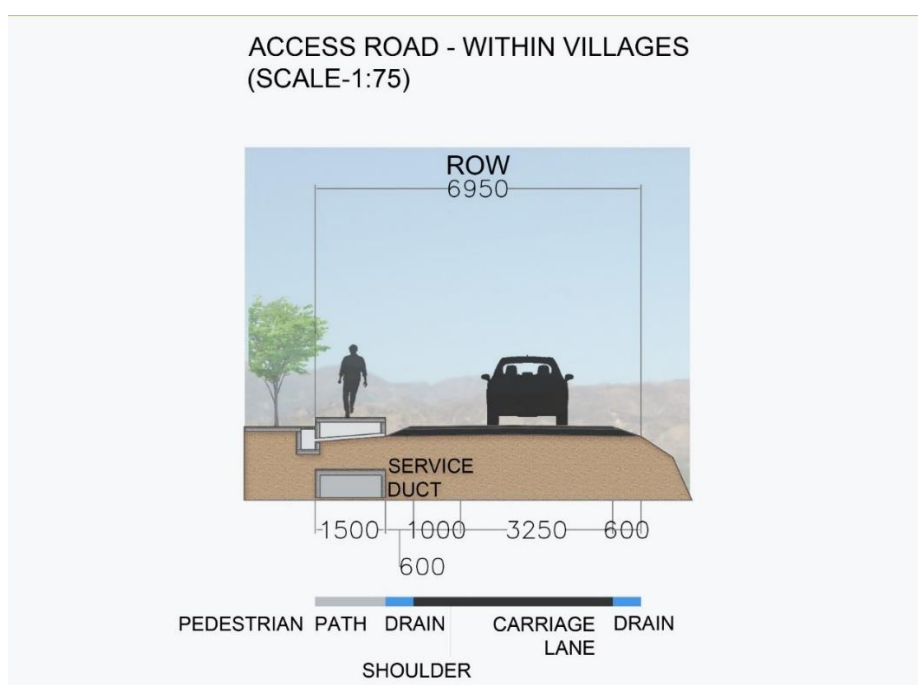 ACCESS ROAD - WITHIN VILLAGES
(SCALE-1:75)
ROW
6950
SERVICE
DUCT
1500 1000 3250 600
600
PEDESTRIAN PATH DRAIN CARRIAGE DRAIN
LANE
SHOULDER